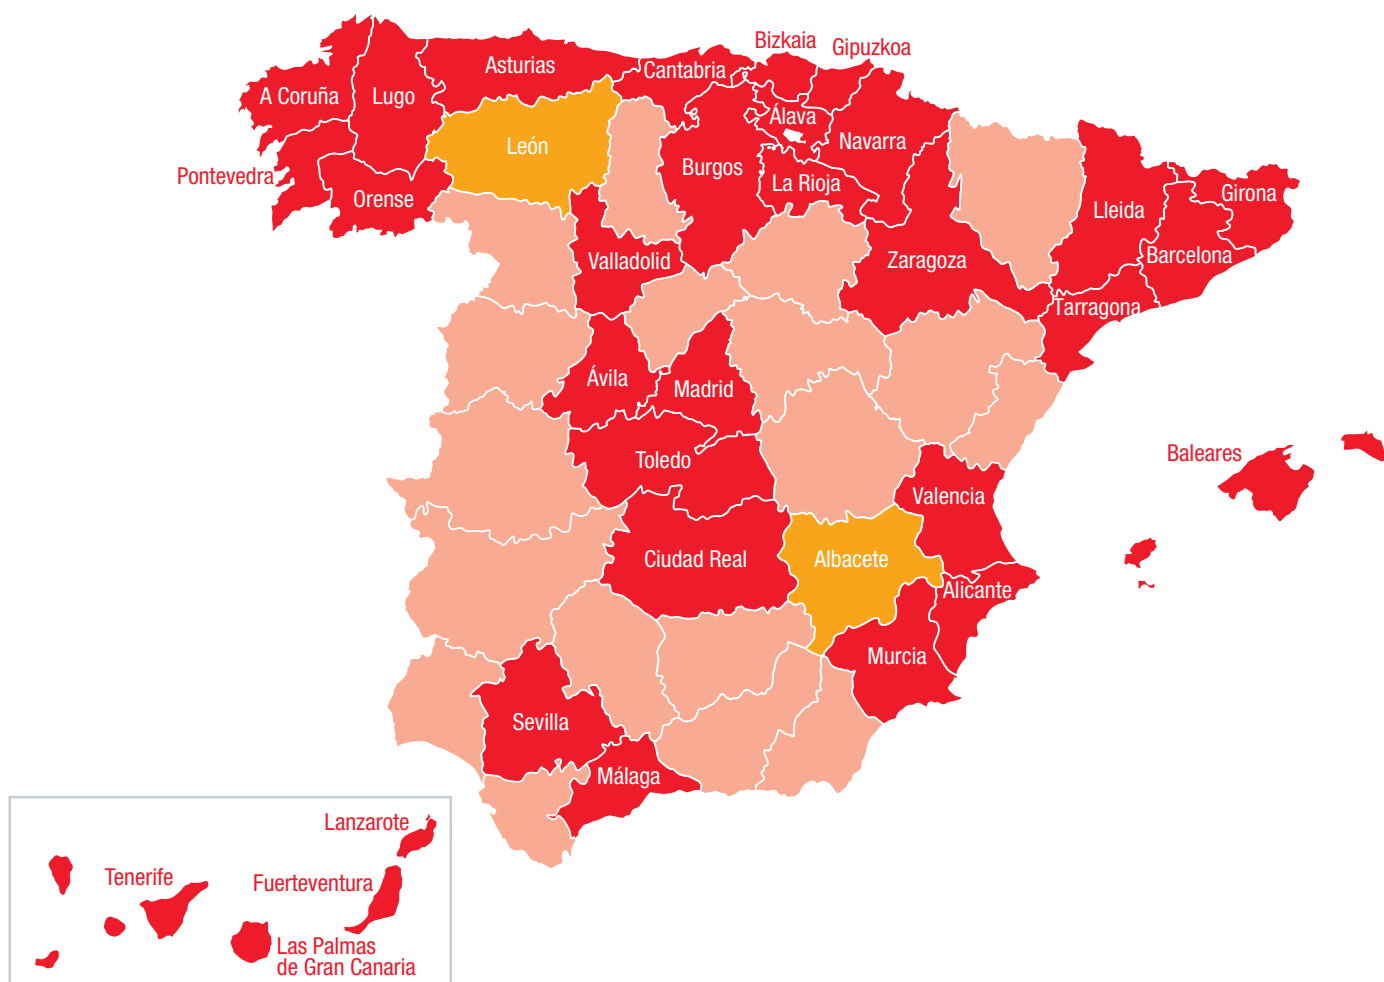 Bizkaia
Gipuzkoa
Asturias
Cantabria
A Coruña
Lugo
Álava
León
Navarra
Burgos
Pontevedra
La Rioja
Orense
Lleida
Girona
Valladolid
Zaragoza
Barcelona
Tarragona
Ávila
Madrid
Toledo
Baleares
Valencia
Ciudad Real
Albacete
Alicante
Murcia
Sevilla
Málaga
Lanzarote
Tenerife
Fuerteventura
Las Palmas
de Gran Canaria